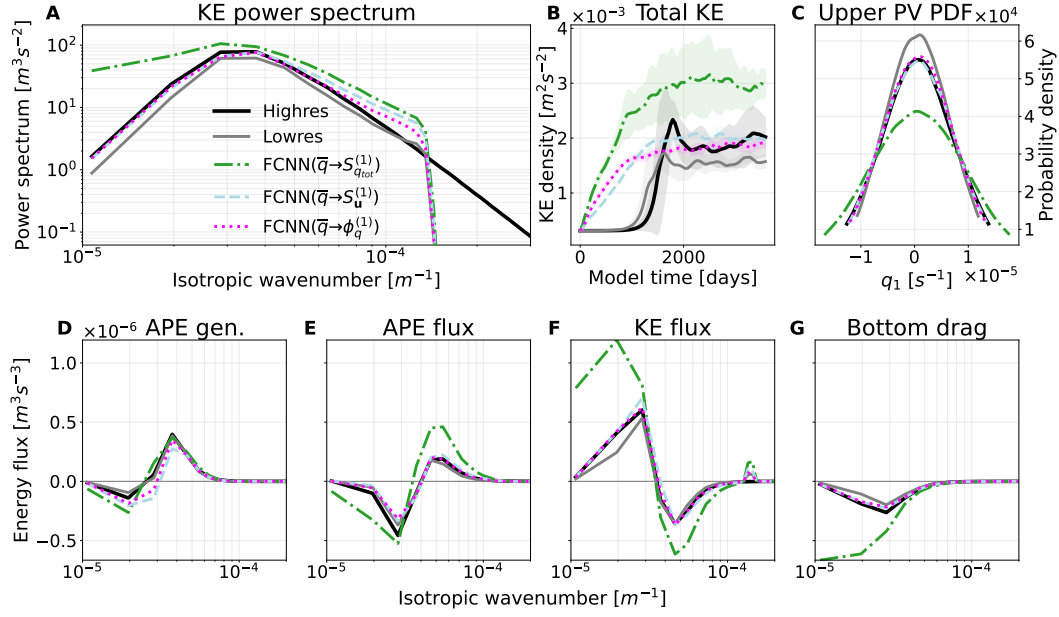 A KE power spectrum
Power spectrum [m³s⁻²]
10²
10¹
10⁰
10⁻¹
10⁻⁵
10⁻⁴
Isotropic wavenumber [m⁻¹]
Highres
Lowres
FCNN(q̅→S_{q_{tot}}^{(1)})
FCNN(q̅→S_𝐮^{(1)})
FCNN(q̅→ϕ_q^{(1)})
B ×10⁻³ Total KE
KE density [m²s⁻²]
4
3
2
1
0
2000
Model time [days]
C Upper PV PDF ×10⁴
6
5
4
3
2
1
Probability density
−1
0
1
q₁ [s⁻¹]
×10⁻⁵
D ×10⁻⁶ APE gen.
Energy flux [m³s⁻³]
1.0
0.5
0.0
−0.5
10⁻⁵
10⁻⁴
E APE flux
10⁻⁵
10⁻⁴
F KE flux
10⁻⁵
10⁻⁴
G Bottom drag
10⁻⁵
10⁻⁴
Isotropic wavenumber [m⁻¹]